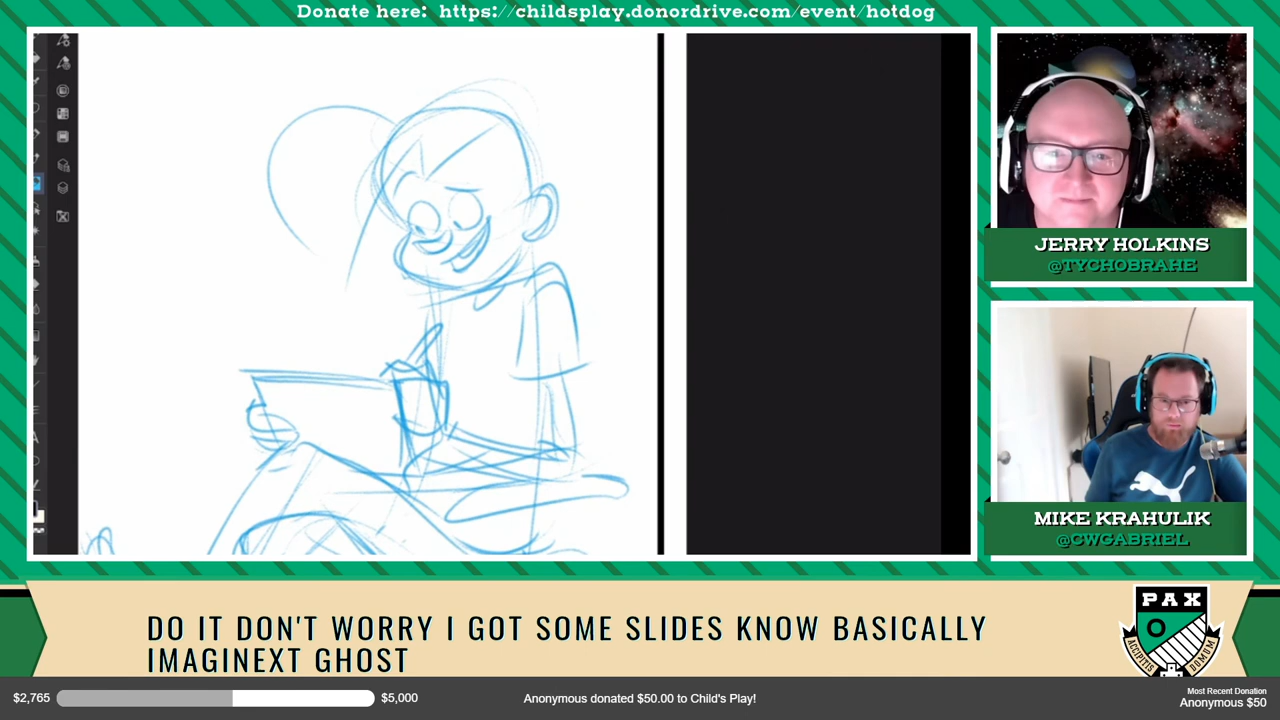 Donate here: https://childsplay.donordrive.com/event/hotdog
JERRY HOLKINS
@TYCHOBRAHE
MIKE KRAHULIK
@CWGABRIEL
DO IT DON'T WORRY I GOT SOME SLIDES KNOW BASICALLY
IMAGINEXT GHOST
PAX
ACCIPITIS DOMUM
$2,765
$5,000
Anonymous donated $50.00 to Child's Play!
Most Recent Donation
Anonymous $50